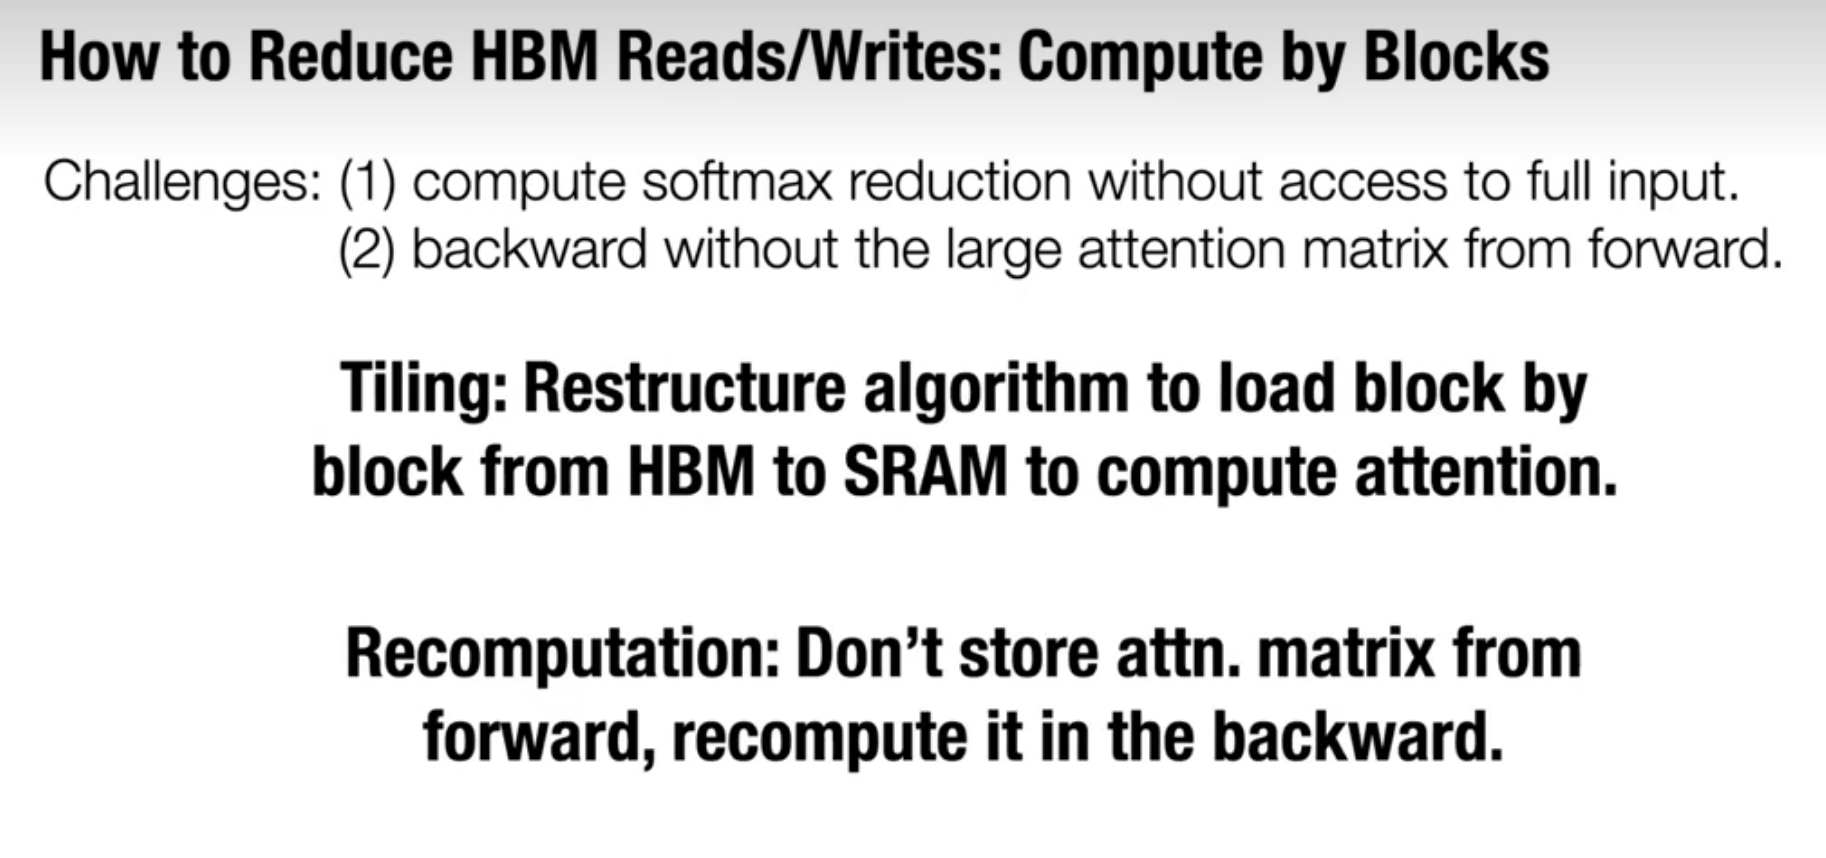 How to Reduce HBM Reads/Writes: Compute by Blocks
Challenges: (1) compute softmax reduction without access to full input.
(2) backward without the large attention matrix from forward.
Tiling: Restructure algorithm to load block by
block from HBM to SRAM to compute attention.
Recomputation: Don’t store attn. matrix from
forward, recompute it in the backward.